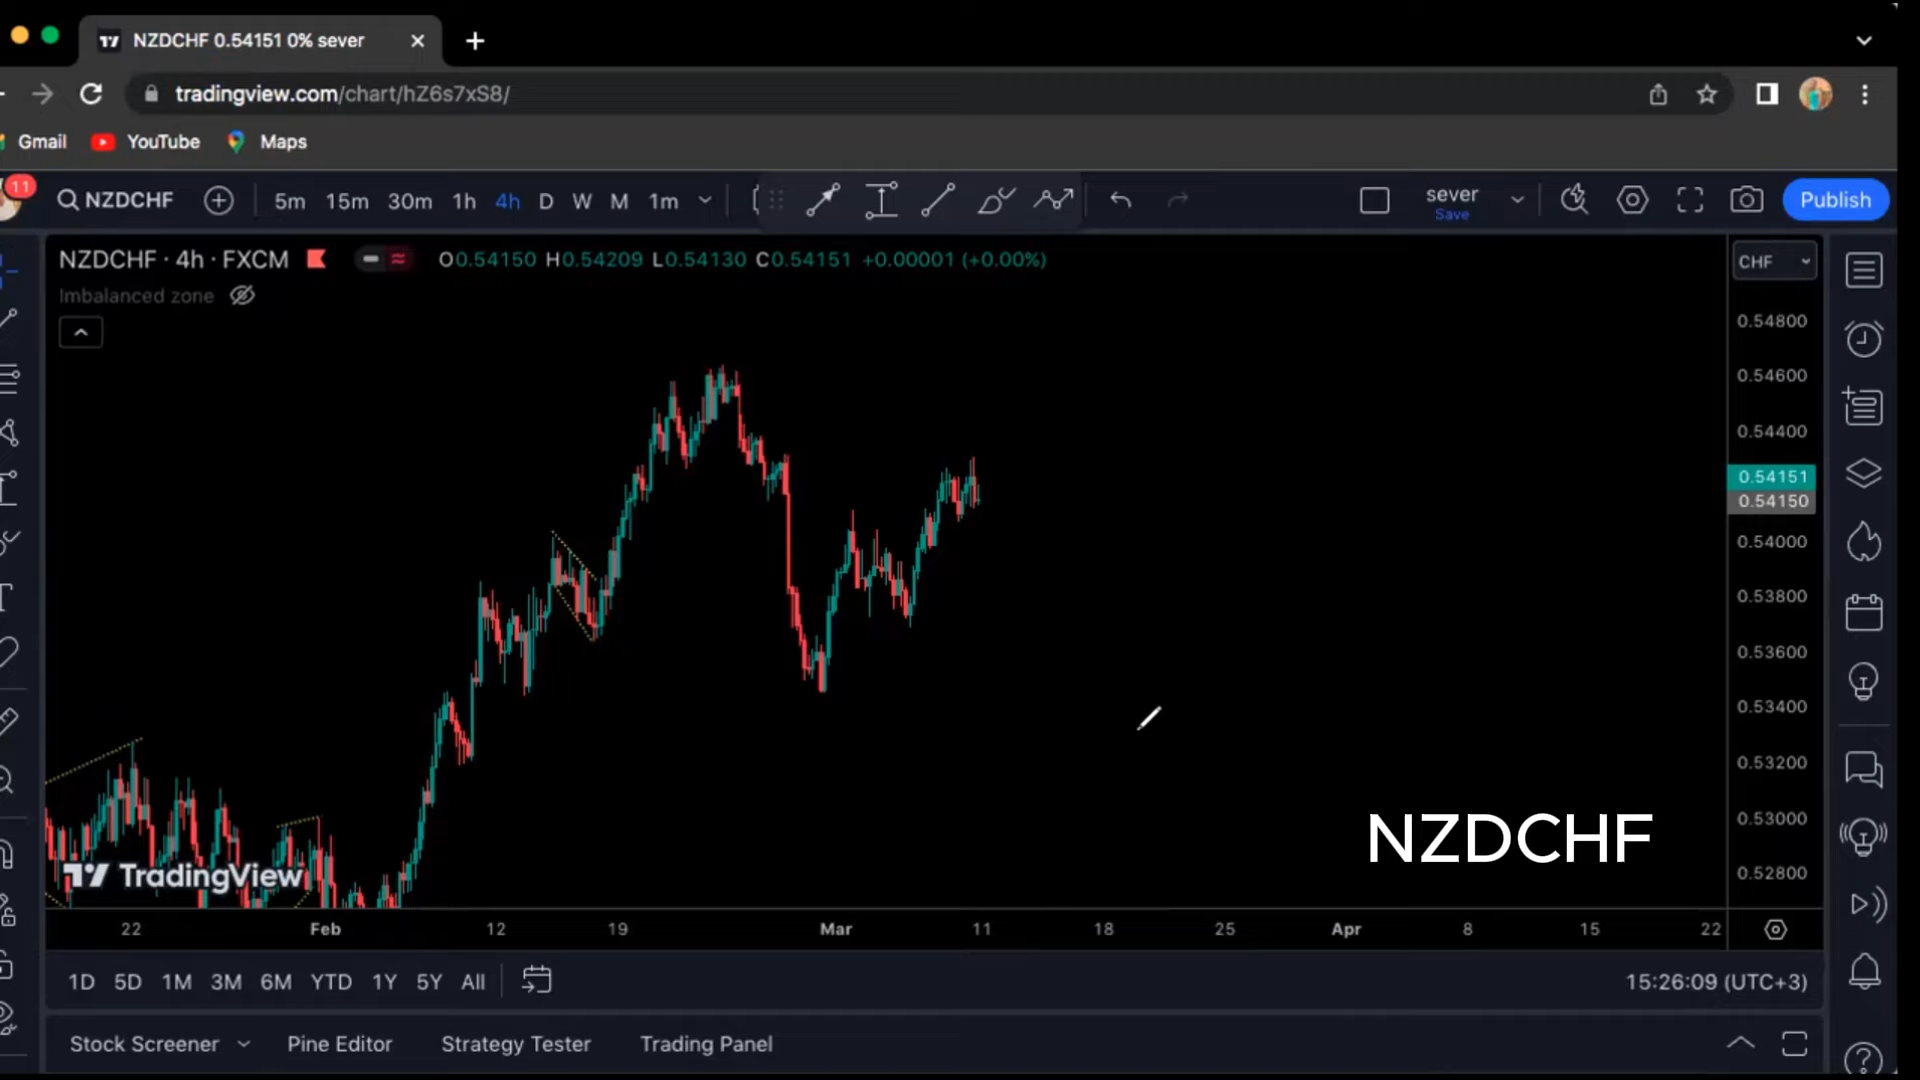 NZDCHF 0.54151 0% sever
tradingview.com/chart/hZ6s7xS8/
Gmail YouTube Maps
11
NZDCHF 5m 15m 30m 1h 4h D W M 1m sever Publish
Save
NZDCHF · 4h · FXCM O0.54150 H0.54209 L0.54130 C0.54151 +0.00001 (+0.00%) CHF
Imbalanced zone
0.54800
0.54600
0.54400
0.54151
0.54150
0.54000
0.53800
0.53600
0.53400
0.53200
0.53000
NZDCHF
0.52800
TradingView
22 Feb 12 19 Mar 11 18 25 Apr 8 15 22
1D 5D 1M 3M 6M YTD 1Y 5Y All 15:26:09 (UTC+3)
Stock Screener Pine Editor Strategy Tester Trading Panel